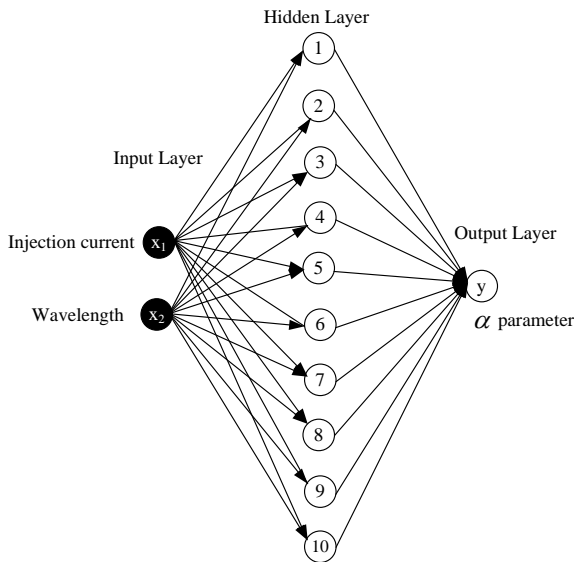 Hidden Layer
1
2
Input Layer
3
4
Injection current
x₁
Output Layer
5
y
Wavelength
x₂
6
α parameter
7
8
9
10